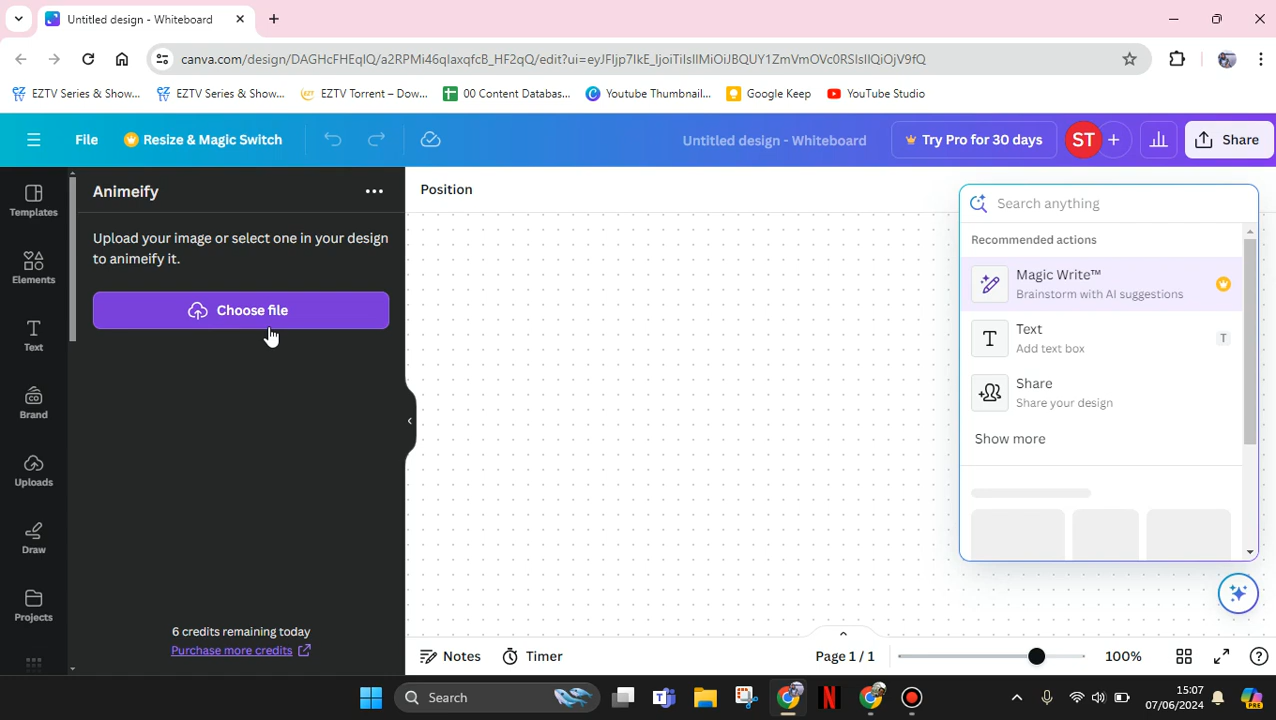 Untitled design - Whiteboard
canva.com/design/DAGHcFHEqIQ/a2RPMi46qIaxqfcB_HF2qQ/edit?ui=eyJFIjp7IkE_IjoiTiIsIlMiOiJBQUY1ZmVmOVc0RSIsIlQiOjV9fQ
EZTV Series & Show...
EZTV Series & Show...
EZTV Torrent – Dow...
00 Content Databas...
Youtube Thumbnail...
Google Keep
YouTube Studio
File
Resize & Magic Switch
Untitled design - Whiteboard
Try Pro for 30 days
ST
Share
Templates
Elements
Text
Brand
Uploads
Draw
Projects
Animeify
Upload your image or select one in your design
to animeify it.
Choose file
6 credits remaining today
Purchase more credits
Position
Search anything
Recommended actions
Magic Write™
Brainstorm with AI suggestions
Text
Add text box
T
Share
Share your design
Show more
Notes
Timer
Page 1 / 1
100%
Search
15:07
07/06/2024